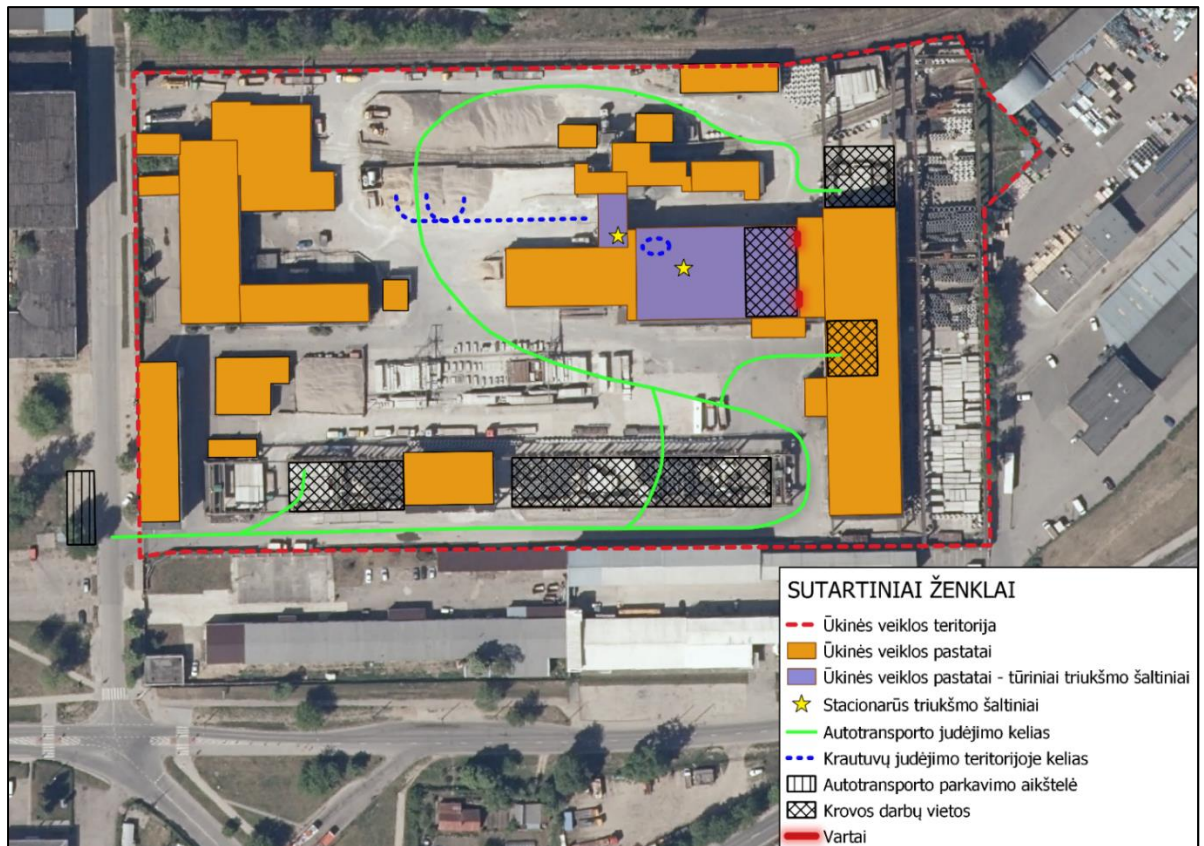 SUTARTINIAI ŽENKLAI
Ūkinės veiklos teritorija
Ūkinės veiklos pastatai
Ūkinės veiklos pastatai - tūriniai triukšmo šaltiniai
Stacionarūs triukšmo šaltiniai
Autotransporto judėjimo kelias
Krautuvų judėjimo teritorijoje kelias
Autotransporto parkavimo aikštelė
Krovos darbų vietos
Vartai